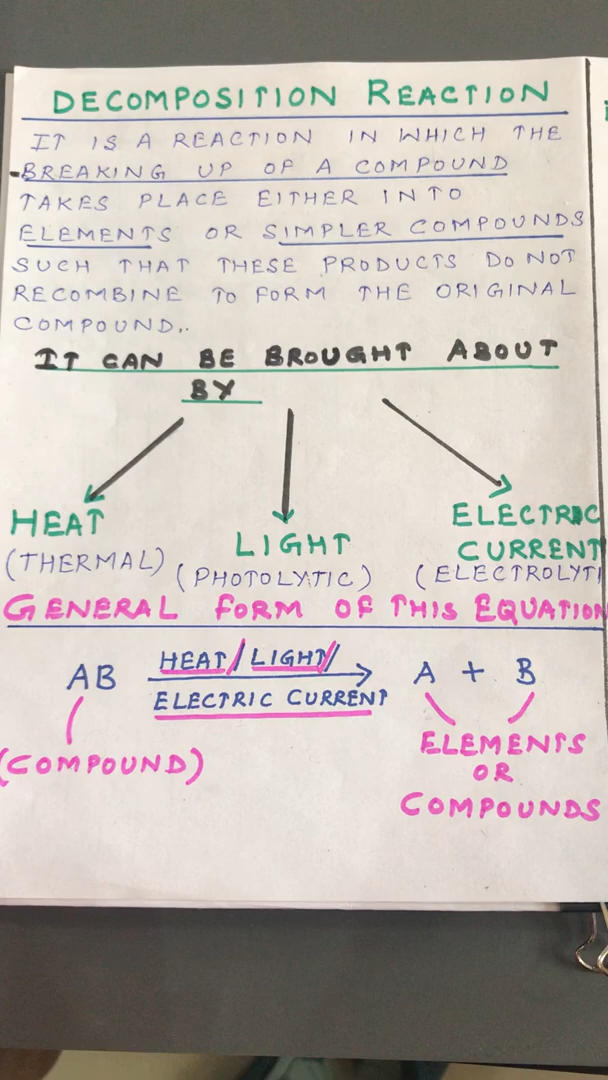 DECOMPOSITION REACTION
IT IS A REACTION IN WHICH THE
BREAKING UP OF A COMPOUND
TAKES PLACE EITHER INTO
ELEMENTS OR SIMPLER COMPOUNDS
SUCH THAT THESE PRODUCTS DO NOT
RECOMBINE TO FORM THE ORIGINAL
COMPOUND..
IT CAN BE BROUGHT ABOUT
BY
HEAT
(THERMAL)
LIGHT
(PHOTOLYTIC)
ELECTRIC
CURRENT
(ELECTROLYTI
GENERAL FORM OF THIS EQUATION
AB HEAT/LIGHT/ A + B
ELECTRIC CURRENT
(COMPOUND)
ELEMENTS
OR
COMPOUNDS